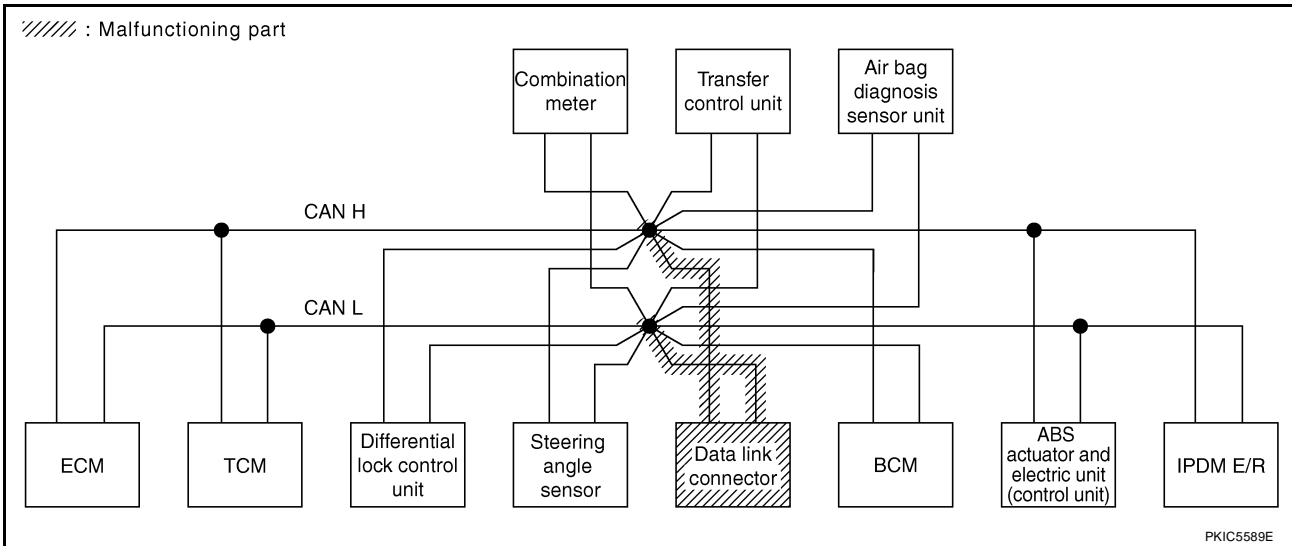 : Malfunctioning part
Combination
meter
Transfer
control unit
Air bag
diagnosis
sensor unit
CAN H
CAN L
ECM
TCM
Differential
lock control
unit
Steering
angle
sensor
Data link
connector
BCM
ABS
actuator and
electric unit
(control unit)
IPDM E/R
PKIC5589E